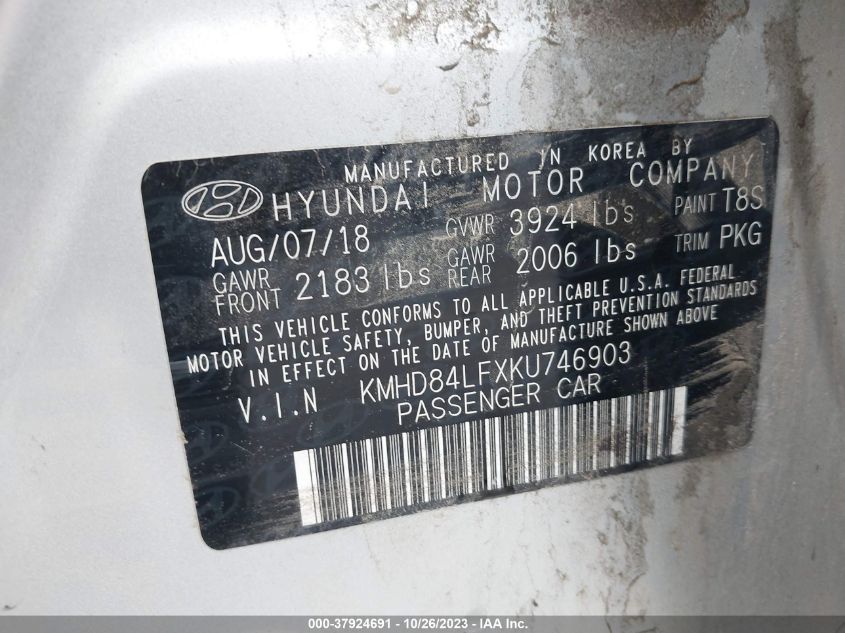 MANUFACTURED IN KOREA BY
HYUNDAI MOTOR COMPANY
AUG/07/18 GVWR 3924 lbs PAINT T8S
GAWR FRONT 2183 lbs GAWR REAR 2006 lbs TRIM PKG
THIS VEHICLE CONFORMS TO ALL APPLICABLE U.S.A. FEDERAL
MOTOR VEHICLE SAFETY, BUMPER, AND THEFT PREVENTION STANDARDS
IN EFFECT ON THE DATE OF MANUFACTURE SHOWN ABOVE
V.I.N KMHD84LFXKU746903
PASSENGER CAR
000-37924691 - 10/26/2023 - IAA Inc.